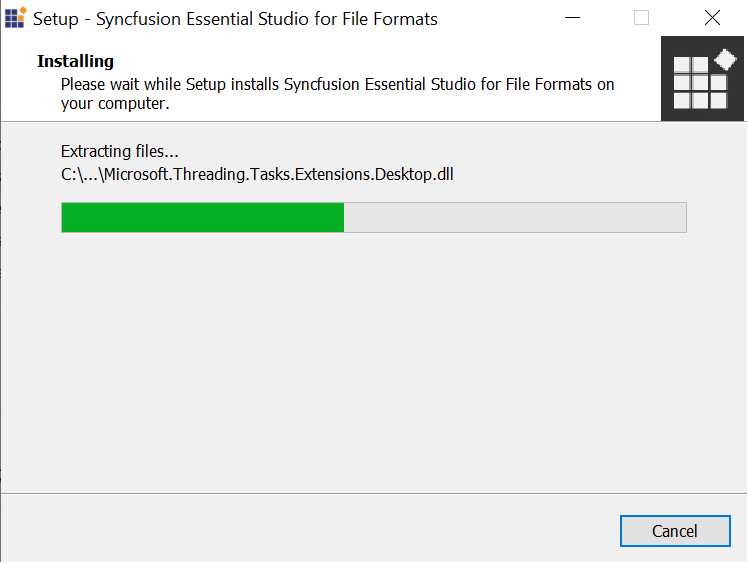 Setup - Syncfusion Essential Studio for File Formats
Installing
Please wait while Setup installs Syncfusion Essential Studio for File Formats on
your computer.
Extracting files...
C:\...\Microsoft.Threading.Tasks.Extensions.Desktop.dll
Cancel